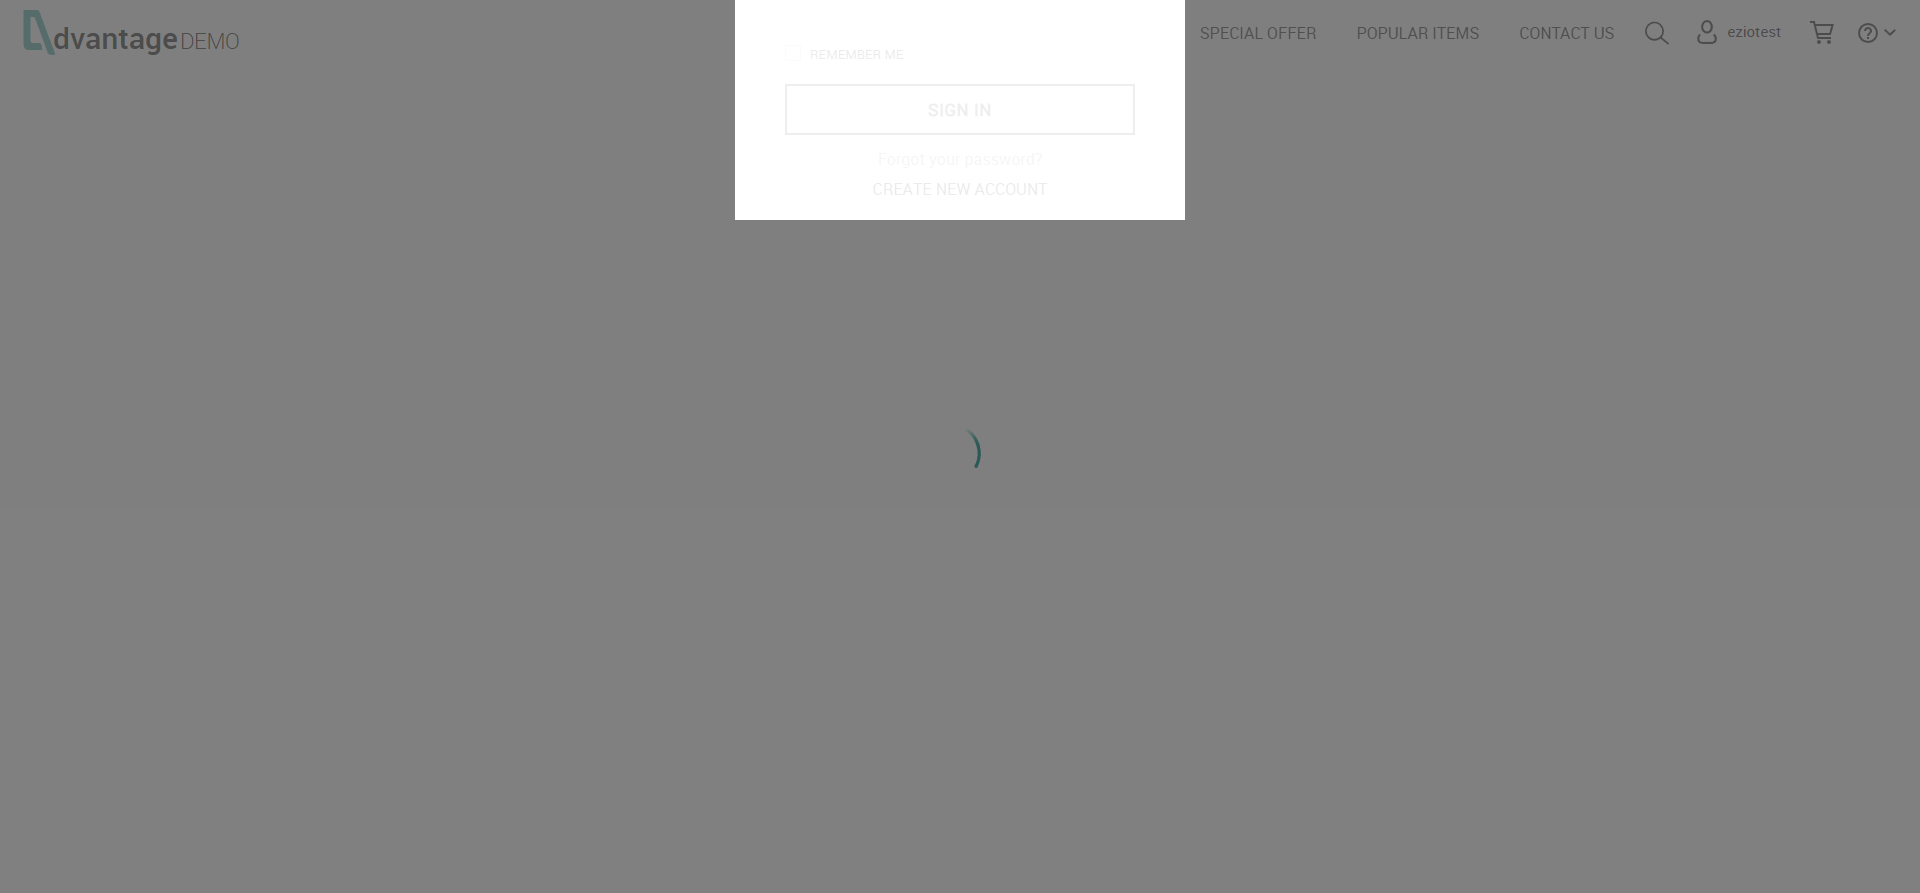 dvantage DEMO
SPECIAL OFFER
POPULAR ITEMS
CONTACT US
eziotest
REMEMBER ME
SIGN IN
Forgot your password?
CREATE NEW ACCOUNT